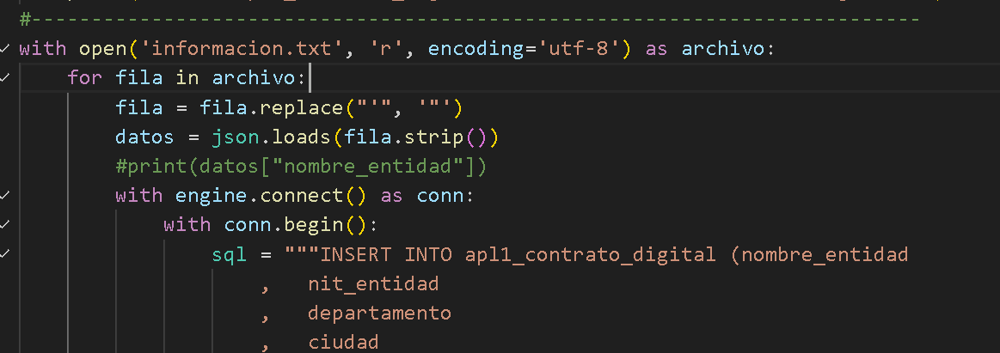 #--------------------------------------------------------------------------
with open('informacion.txt', 'r', encoding='utf-8') as archivo:
for fila in archivo:
fila = fila.replace("'", '"')
datos = json.loads(fila.strip())
#print(datos["nombre_entidad"])
with engine.connect() as conn:
with conn.begin():
sql = """INSERT INTO apl1_contrato_digital (nombre_entidad
, nit_entidad
, departamento
, ciudad